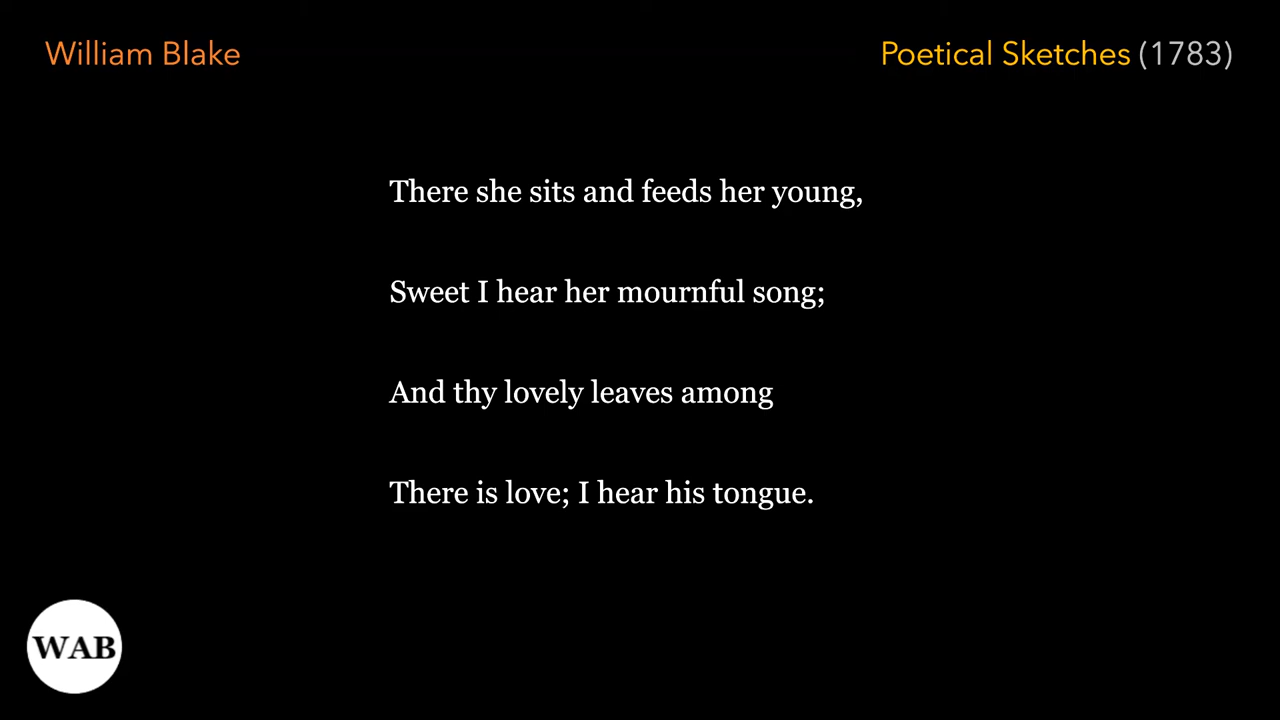 William Blake
Poetical Sketches (1783)
There she sits and feeds her young,
Sweet I hear her mournful song;
And thy lovely leaves among
There is love; I hear his tongue.
WAB